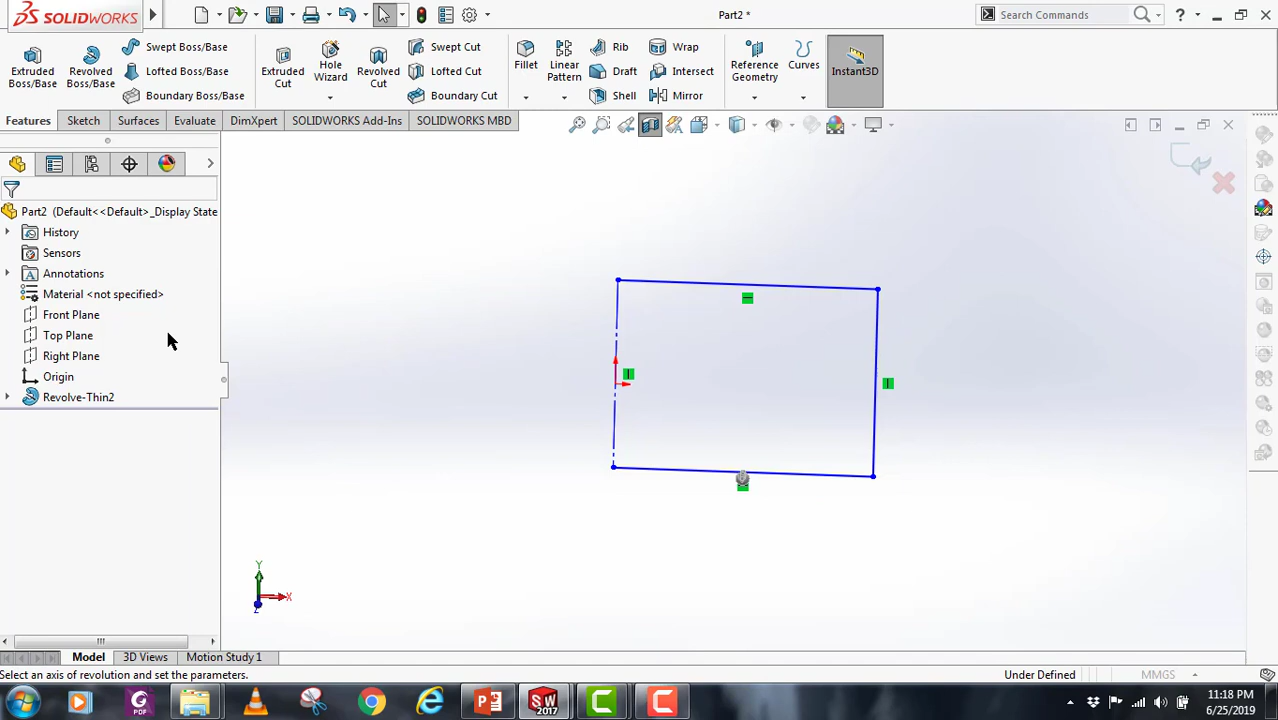 SOLIDWORKS
Part2 *
Search Commands
Extruded Boss/Base
Revolved Boss/Base
Swept Boss/Base
Lofted Boss/Base
Boundary Boss/Base
Extruded Cut
Hole Wizard
Revolved Cut
Swept Cut
Lofted Cut
Boundary Cut
Fillet
Linear Pattern
Rib
Draft
Shell
Wrap
Intersect
Mirror
Reference Geometry
Curves
Instant3D
Features
Sketch
Surfaces
Evaluate
DimXpert
SOLIDWORKS Add-Ins
SOLIDWORKS MBD
Part2 (Default<<Default>_Display State
History
Sensors
Annotations
Material <not specified>
Front Plane
Top Plane
Right Plane
Origin
Revolve-Thin2
Y
X
Z
Model
3D Views
Motion Study 1
Select an axis of revolution and set the parameters.
Under Defined
MMGS
PDF
SW
2017
11:18 PM
6/25/2019